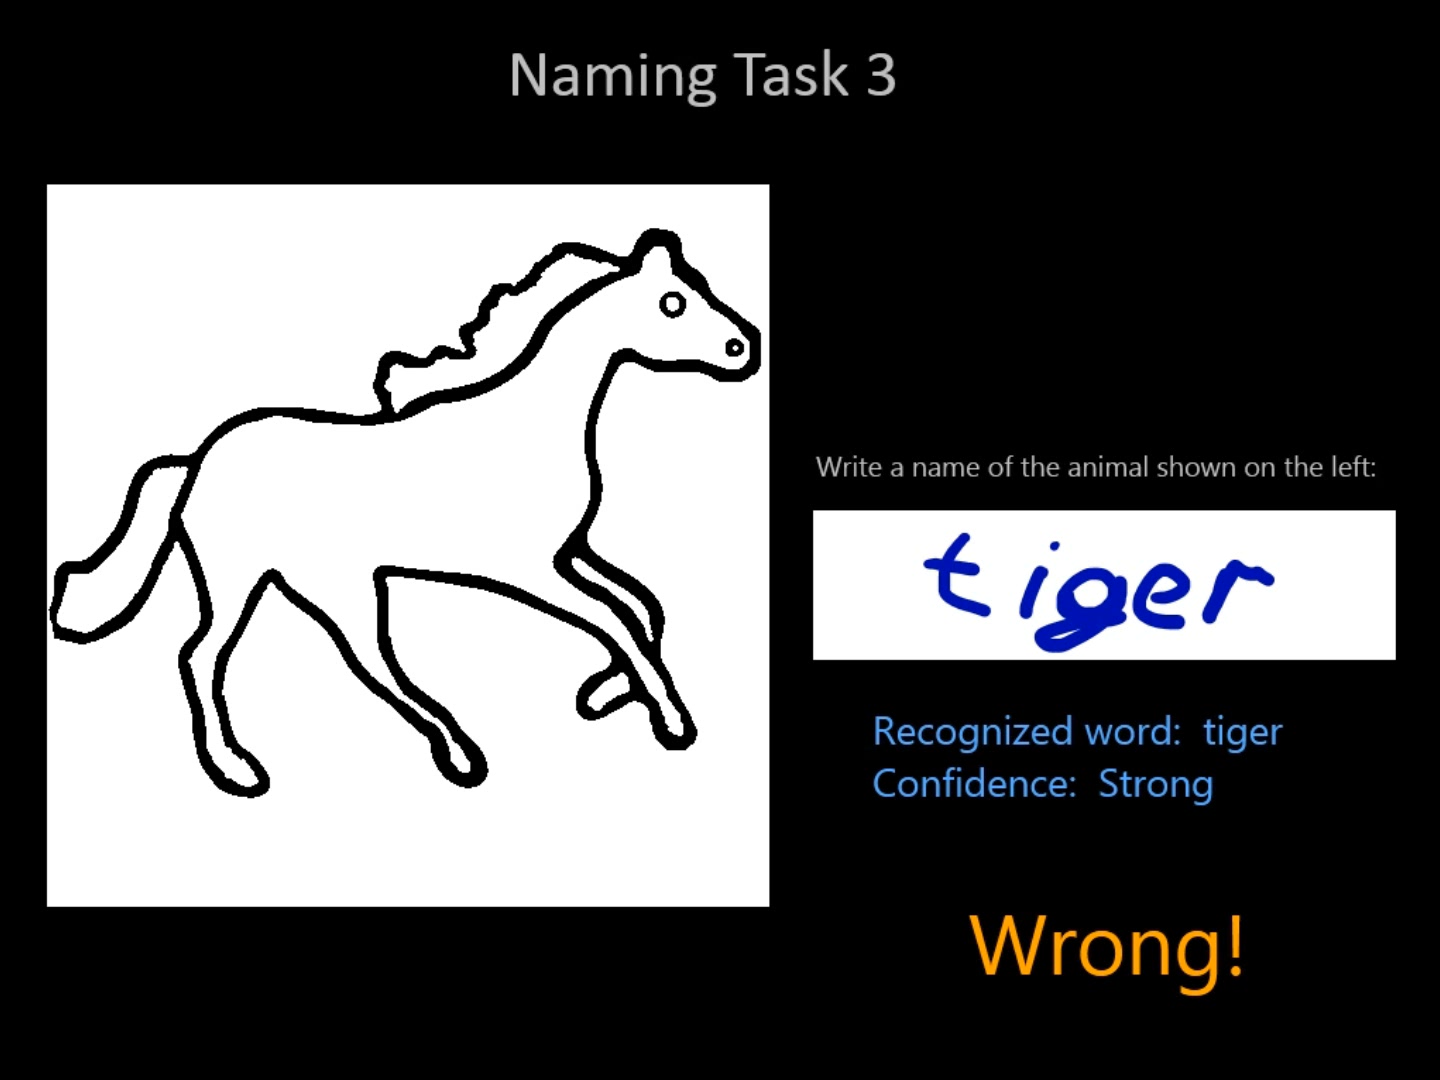 Naming Task 3
Write a name of the animal shown on the left:
tiger
Recognized word: tiger
Confidence: Strong
Wrong!